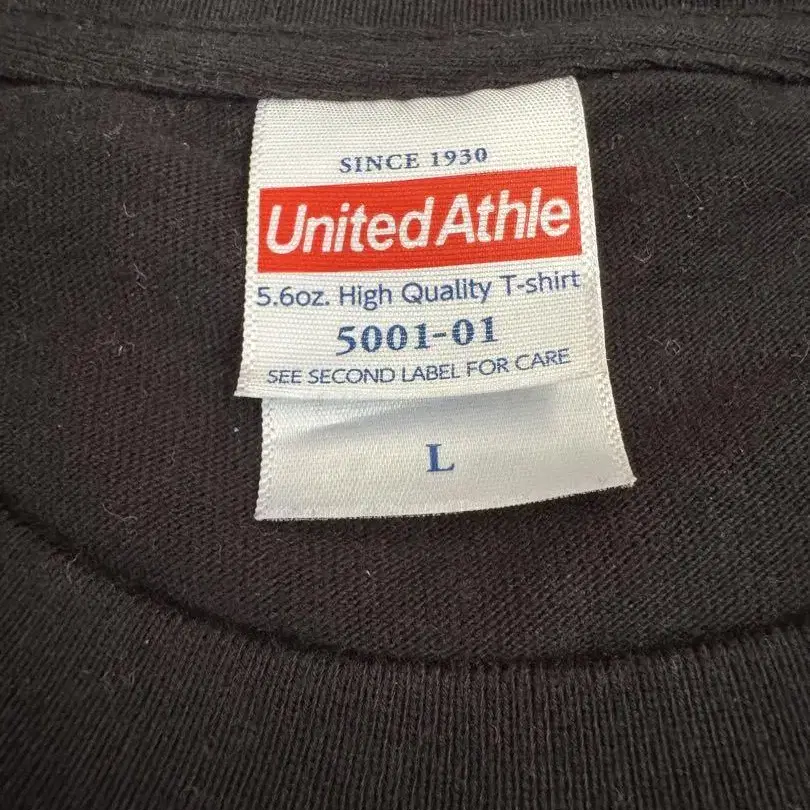 SINCE 1930
United Athle
5.6oz. High Quality T-shirt
5001-01
SEE SECOND LABEL FOR CARE
L